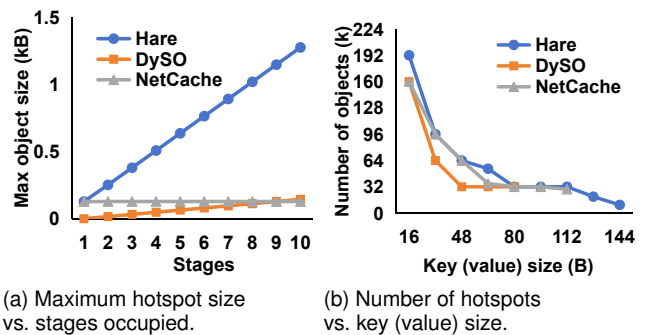 1.5
1
0.5
0
Max object size (kB)
Hare
DySO
NetCache
1 2 3 4 5 6 7 8 9 10
Stages
(a) Maximum hotspot size
vs. stages occupied.
224
192
160
128
96
64
32
0
Number of objects (k)
Hare
DySO
NetCache
16 48 80 112 144
Key (value) size (B)
(b) Number of hotspots
vs. key (value) size.